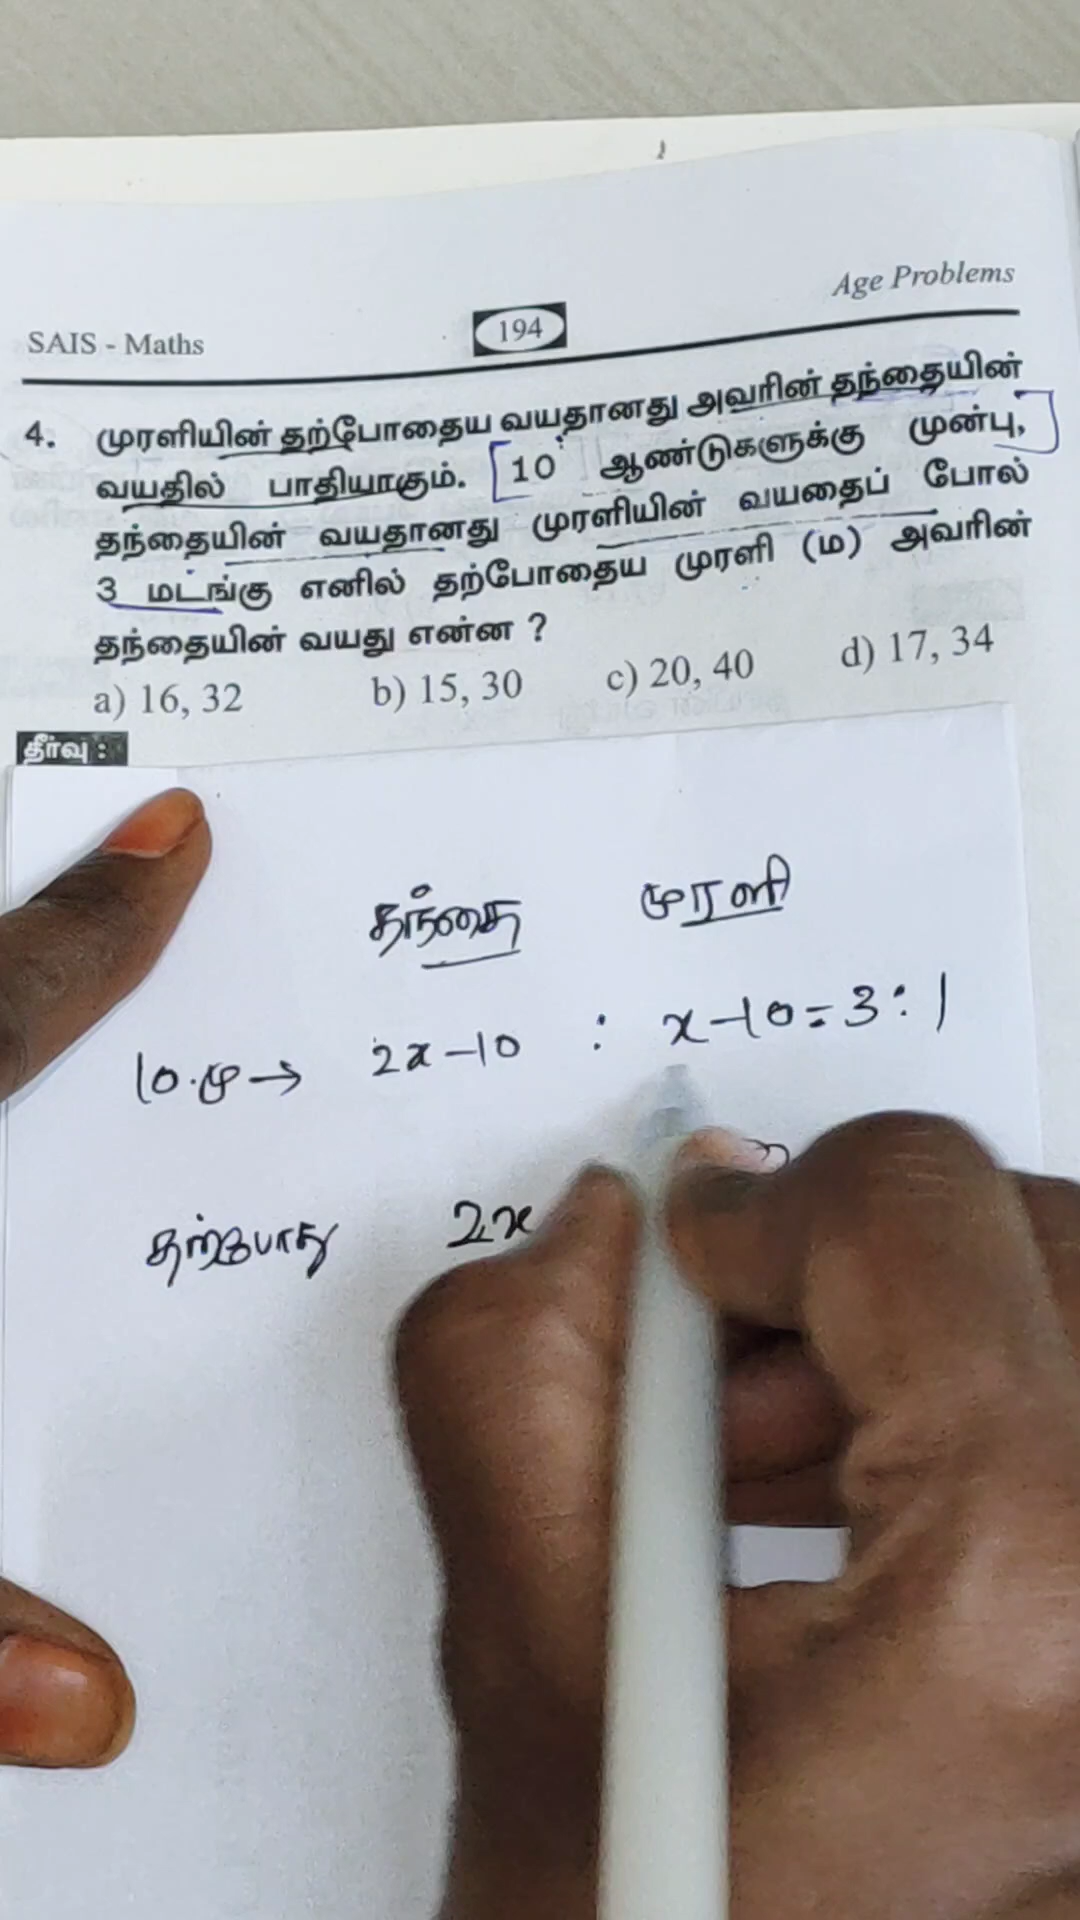 Age Problems
SAIS - Maths 194
4. முரளியின் தற்போதைய வயதானது அவரின் தந்தையின்
வயதில் பாதியாகும். [10 ஆண்டுகளுக்கு முன்பு,]
தந்தையின் வயதானது முரளியின் வயதைப் போல்
3 மடங்கு எனில் தற்போதைய முரளி (ம) அவரின்
தந்தையின் வயது என்ன ?
a) 16, 32 b) 15, 30 c) 20, 40 d) 17, 34
தீர்வு :
தந்தை முரளி
10.மு → 2x-10 : x-10=3:1
தற்போது 2x